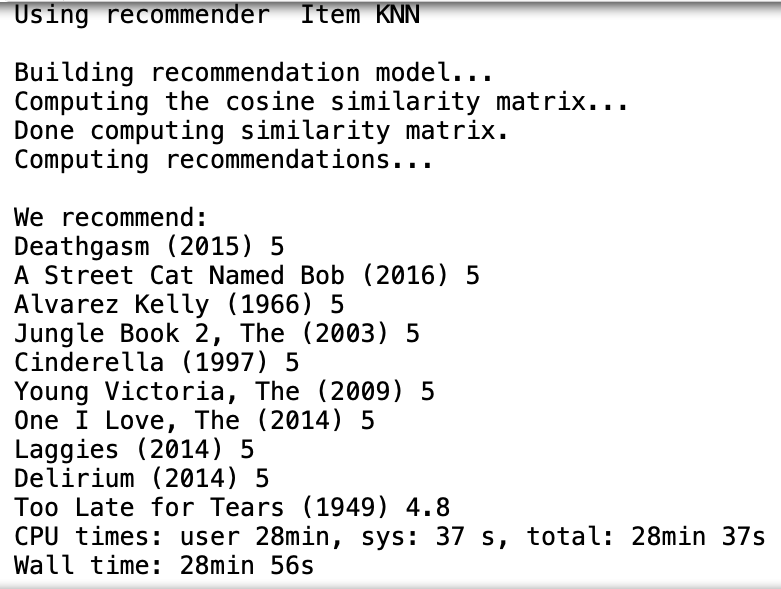 Using recommender  Item KNN
Building recommendation model...
Computing the cosine similarity matrix...
Done computing similarity matrix.
Computing recommendations...
We recommend:
Deathgasm (2015) 5
A Street Cat Named Bob (2016) 5
Alvarez Kelly (1966) 5
Jungle Book 2, The (2003) 5
Cinderella (1997) 5
Young Victoria, The (2009) 5
One I Love, The (2014) 5
Laggies (2014) 5
Delirium (2014) 5
Too Late for Tears (1949) 4.8
CPU times: user 28min, sys: 37 s, total: 28min 37s
Wall time: 28min 56s